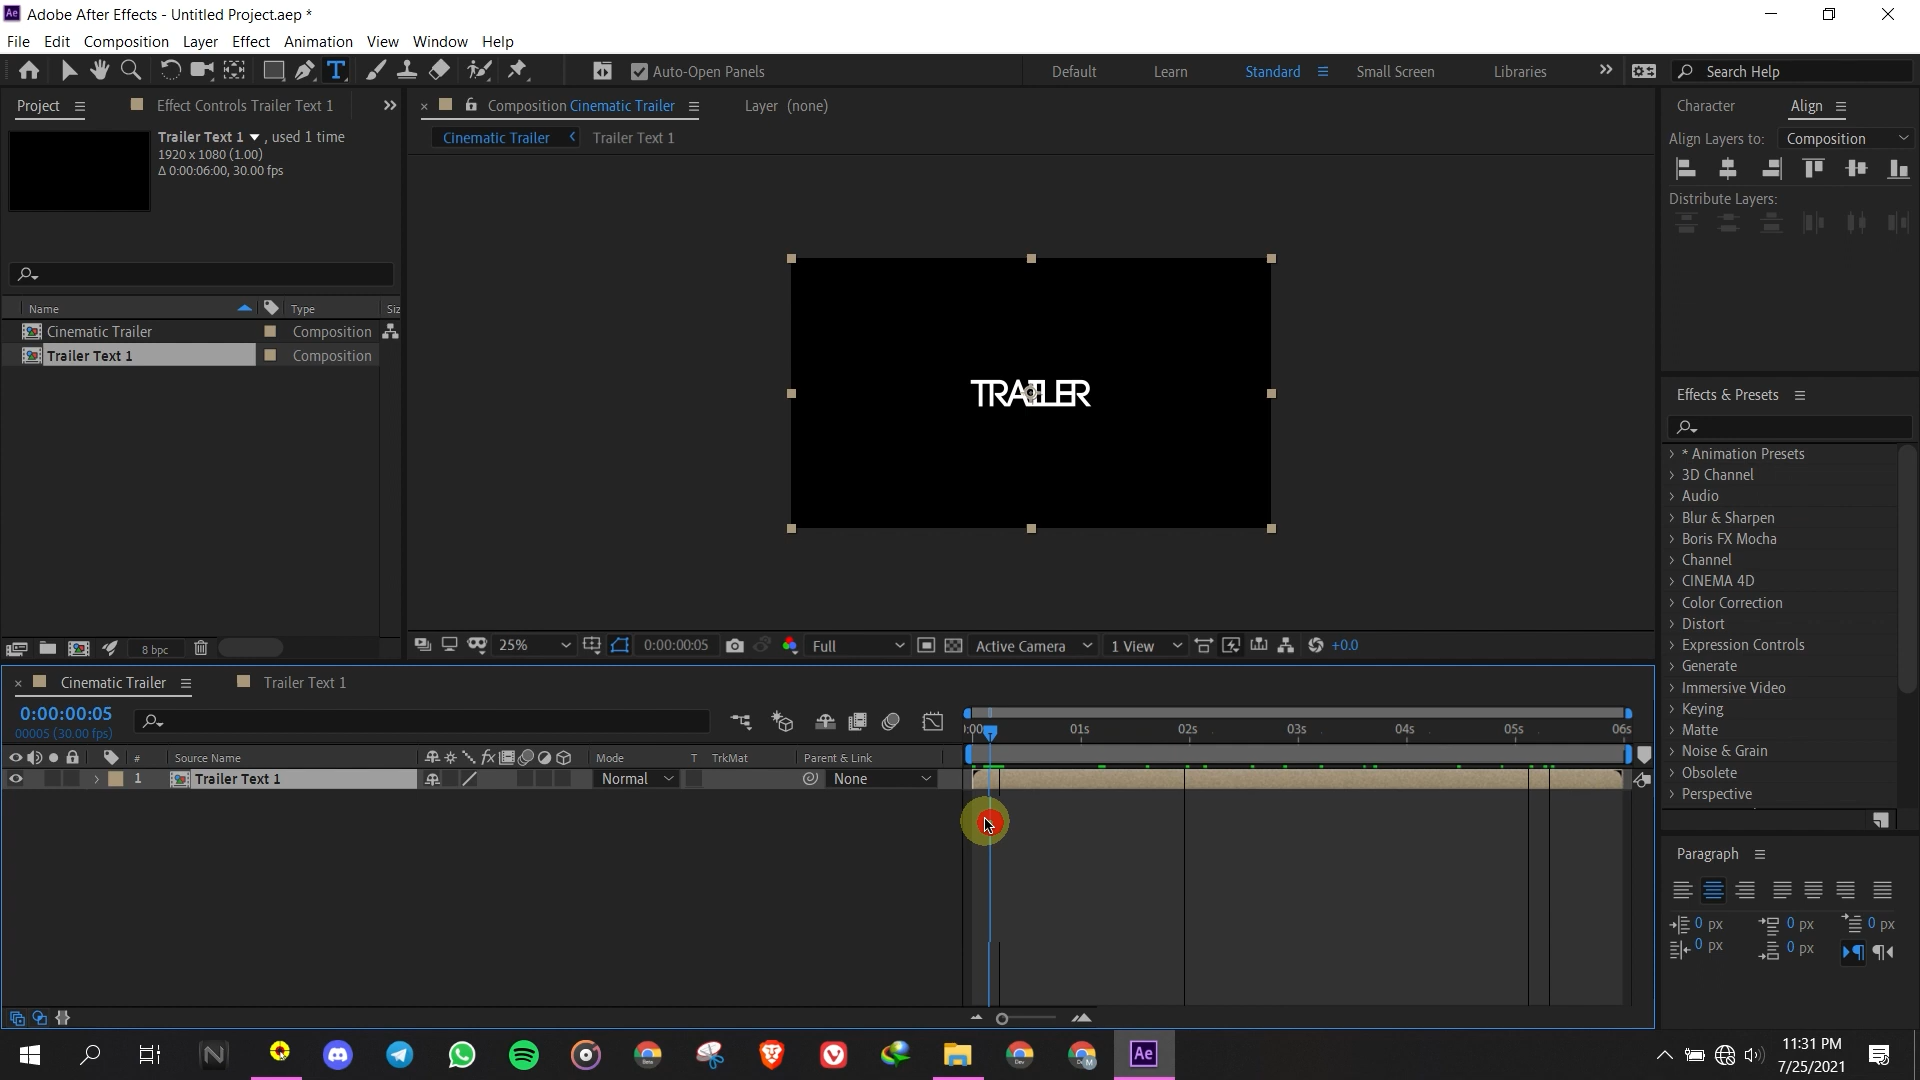 Adobe After Effects - Untitled Project.aep *
File Edit Composition Layer Effect Animation View Window Help
Auto-Open Panels
Default Learn Standard Small Screen Libraries Search Help
Project Effect Controls Trailer Text 1
Composition Cinematic Trailer Layer (none)
Cinematic Trailer Trailer Text 1
Trailer Text 1 , used 1 time
1920 x 1080 (1.00)
Δ 0:00:06:00, 30.00 fps
Name Type Siz
Cinematic Trailer Composition
Trailer Text 1 Composition
8 bpc
TRAILER
25% 0:00:00:05 Full Active Camera 1 View +0.0
Character Align
Align Layers to: Composition
Distribute Layers:
Effects & Presets
* Animation Presets
3D Channel
Audio
Blur & Sharpen
Boris FX Mocha
Channel
CINEMA 4D
Color Correction
Distort
Expression Controls
Generate
Immersive Video
Keying
Matte
Noise & Grain
Obsolete
Perspective
Paragraph
0 px 0 px 0 px
0 px 0 px
Cinematic Trailer Trailer Text 1
0:00:00:05
00005 (30.00 fps)
):00 01s 02s 03s 04s 05s 06s
# Source Name Mode T TrkMat Parent & Link
1 Trailer Text 1 Normal None
Ae
11:31 PM
7/25/2021